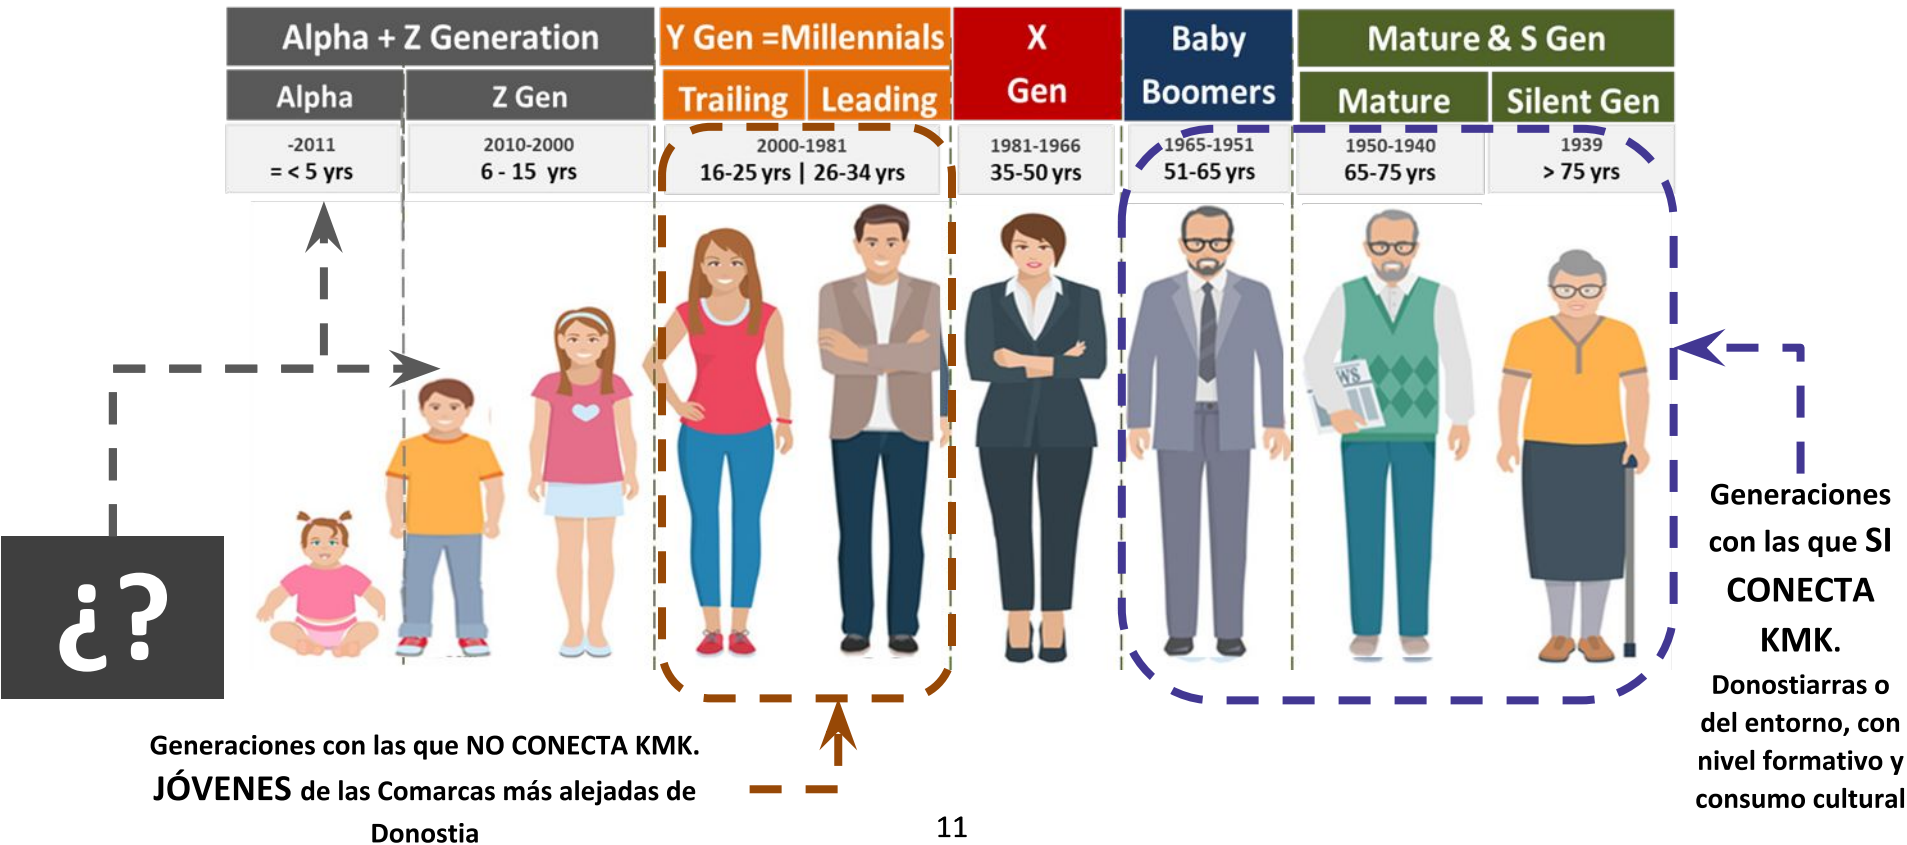 Alpha + Z Generation
Y Gen =Millennials
X
Gen
Baby
Boomers
Mature & S Gen
Alpha
Z Gen
Trailing
Leading
Mature
Silent Gen
-2011
= < 5 yrs
2010-2000
6 - 15 yrs
2000-1981
16-25 yrs | 26-34 yrs
1981-1966
35-50 yrs
1965-1951
51-65 yrs
1950-1940
65-75 yrs
1939
> 75 yrs
WS
¿?
Generaciones
con las que SI
CONECTA
KMK.
Donostiarras o
del entorno, con
nivel formativo y
consumo cultural
Generaciones con las que NO CONECTA KMK.
JÓVENES de las Comarcas más alejadas de
Donostia
11